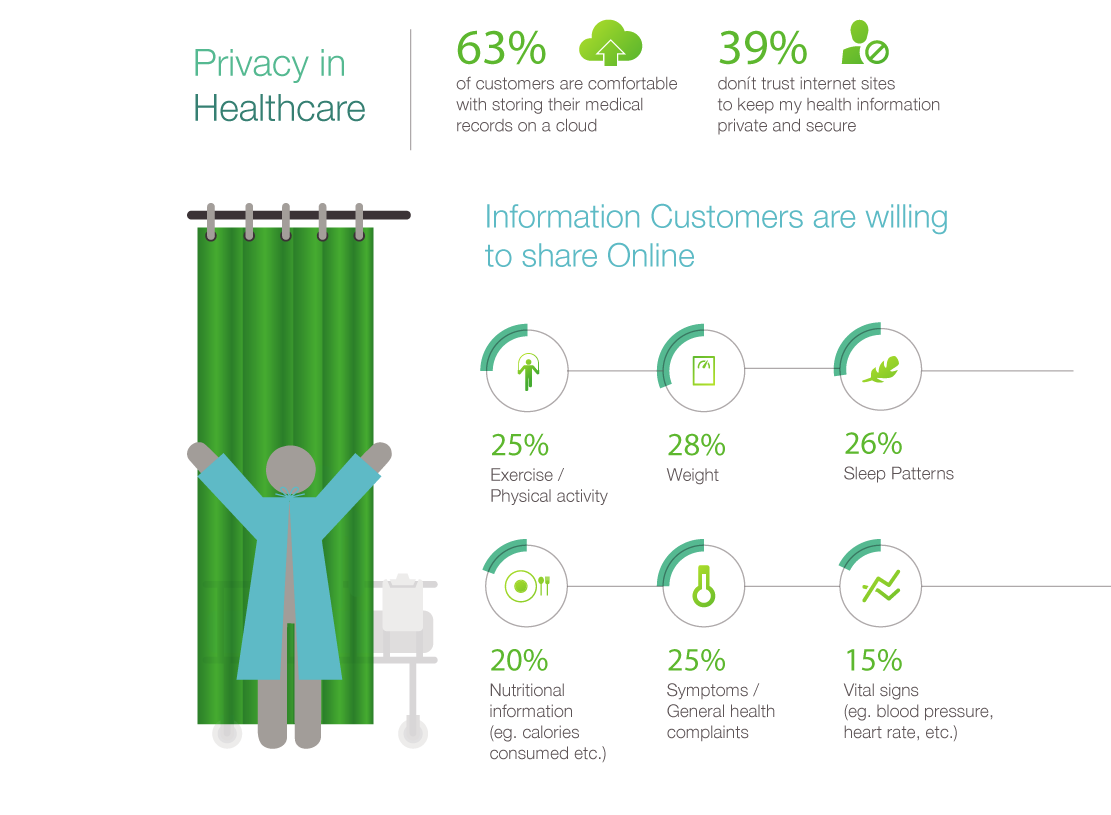 Privacy in
Healthcare
63%
of customers are comfortable
with storing their medical
records on a cloud
39%
donít trust internet sites
to keep my health information
private and secure
Information Customers are willing
to share Online
25%
Exercise /
Physical activity
28%
Weight
26%
Sleep Patterns
20%
Nutritional
information
(eg. calories
consumed etc.)
25%
Symptoms /
General health
complaints
15%
Vital signs
(eg. blood pressure,
heart rate, etc.)